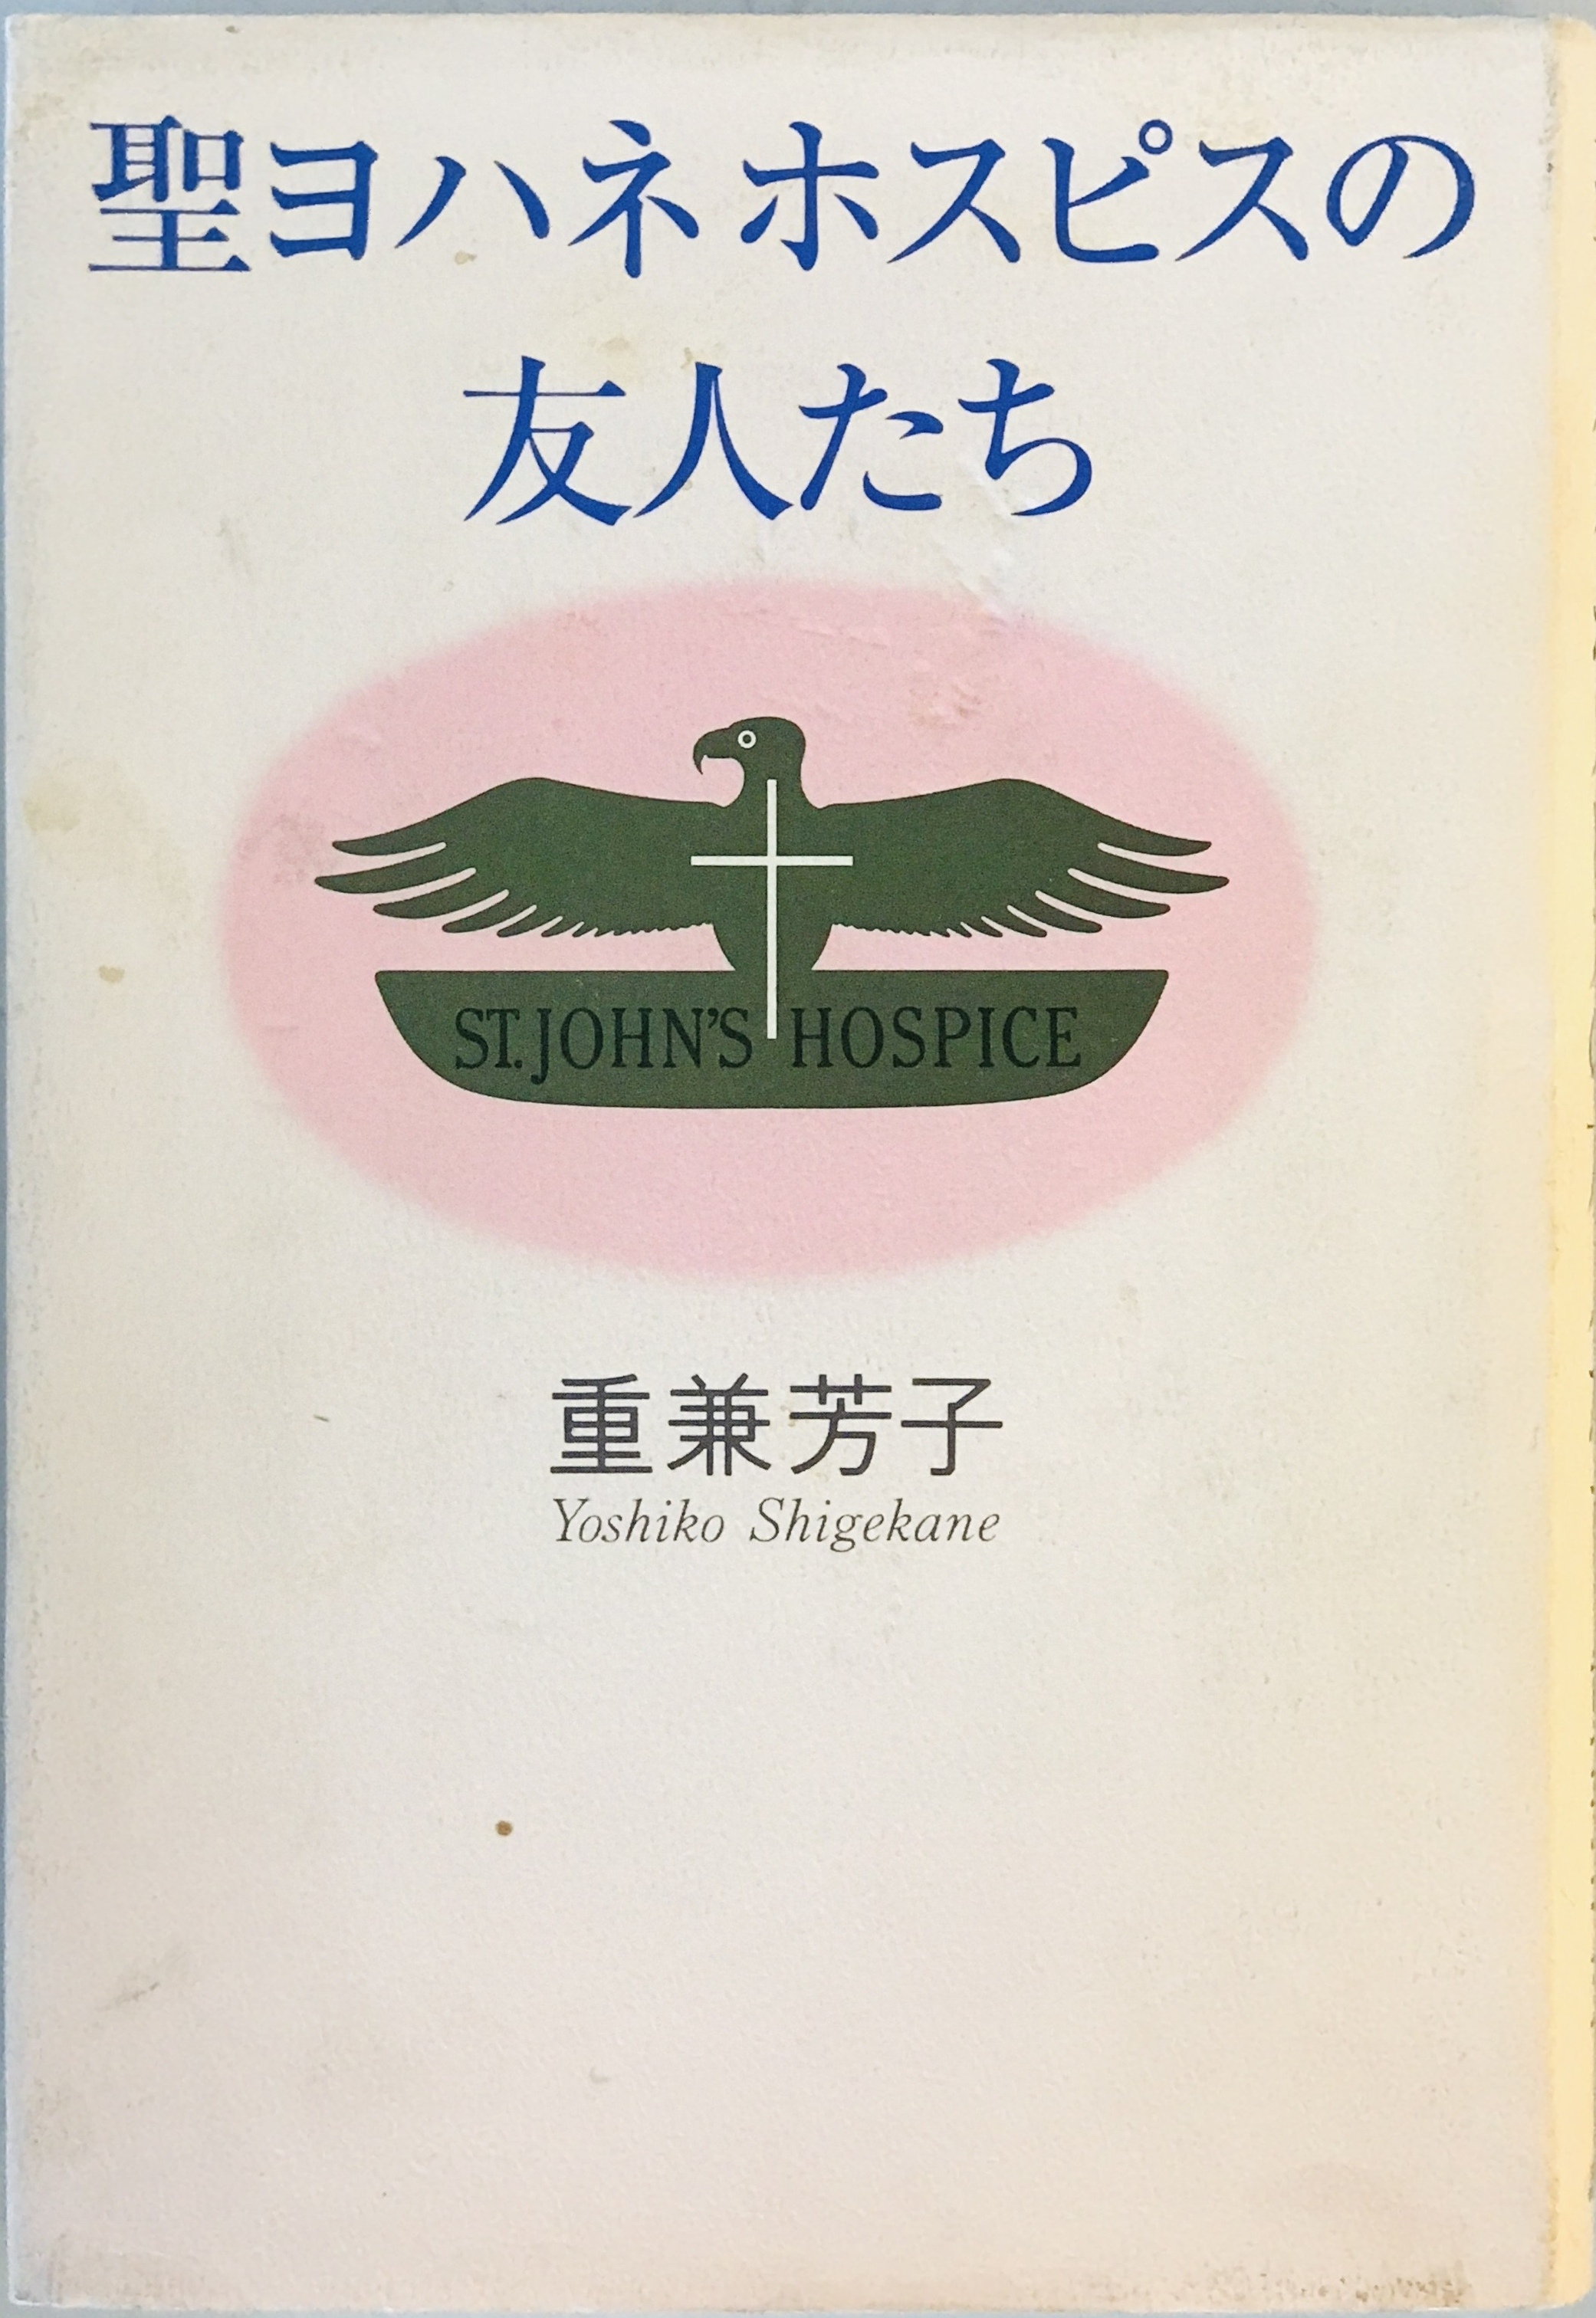 聖ヨハネホスピスの
友人たち
ST. JOHN'S HOSPICE
重兼芳子
Yoshiko Shigekane